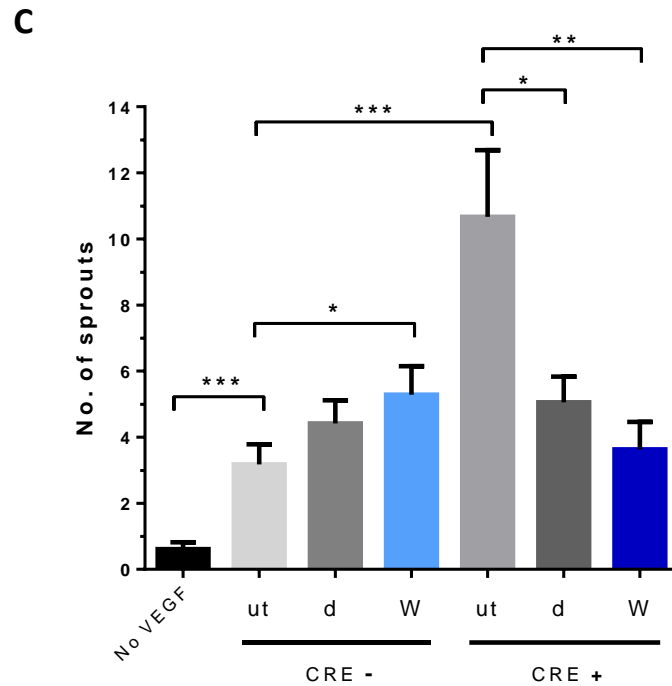 C
**
*
***
14
12
10
8
6
4
2
0
No. of sprouts
*
***
No VEGF
ut d W ut d W
CRE - CRE +